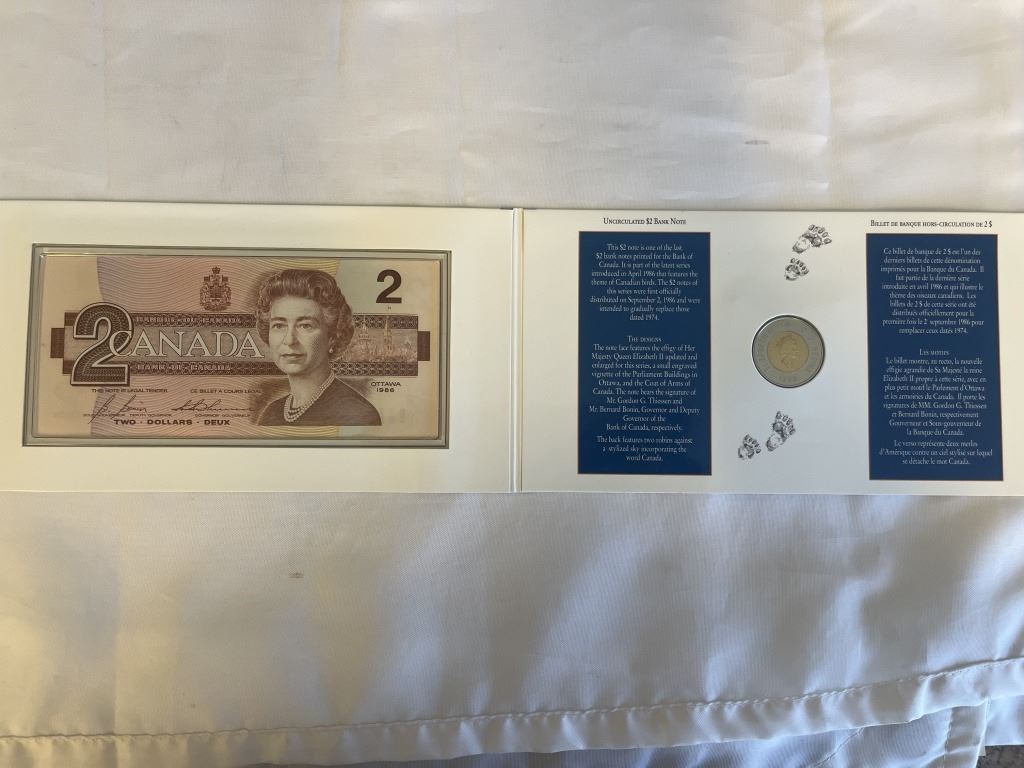 2
BANQUE·DU·CANADA
2CANADA
BANK·OF·CANADA
THIS NOTE IS LEGAL TENDER
CE BILLET A COURS LEGAL
OTTAWA
1986
TWO · DOLLARS · DEUX
UNCIRCULATED $2 BANK NOTE
This $2 note is one of the last
$2 bank notes printed for the Bank of
Canada. It is part of the latest series
introduced in April 1986 that features the
theme of Canadian birds. The $2 notes of
this series were first officially
distributed on September 2, 1986 and were
intended to gradually replace those
dated 1974.
THE DESIGNS
The note face features the effigy of Her
Majesty Queen Elizabeth II updated and
enlarged for this series, a small engraved
vignette of the Parliament Buildings in
Ottawa, and the Coat of Arms of
Canada. The note bears the signature of
Mr. Gordon G. Thiessen and
Mr. Bernard Bonin, Governor and Deputy
Governor of the
Bank of Canada, respectively.
The back features two robins against
a stylized sky incorporating the
word Canada.
BILLET DE BANQUE HORS-CIRCULATION DE 2 $
Ce billet de banque de 2 $ est l'un des
derniers billets de cette dénomination
imprimés pour la Banque du Canada. Il
fait partie de la dernière série
introduite en avril 1986 et qui illustre le
thème des oiseaux canadiens. Les
billets de 2 $ de cette série ont été
distribués officiellement pour la
première fois le 2 septembre 1986 pour
remplacer ceux datés 1974.
LES MOTIFS
Le billet montre, au recto, la nouvelle
effigie agrandie de Sa Majesté la reine
Elizabeth II propre à cette série, avec en
plus petit motif le Parlement d'Ottawa
et les armoiries du Canada. Il porte les
signatures de MM. Gordon G. Thiessen
et Bernard Bonin, respectivement
Gouverneur et Sous-gouverneur de
la Banque du Canada.
Le verso représente deux merles
d'Amérique contre un ciel stylisé sur lequel
se détache le mot Canada.